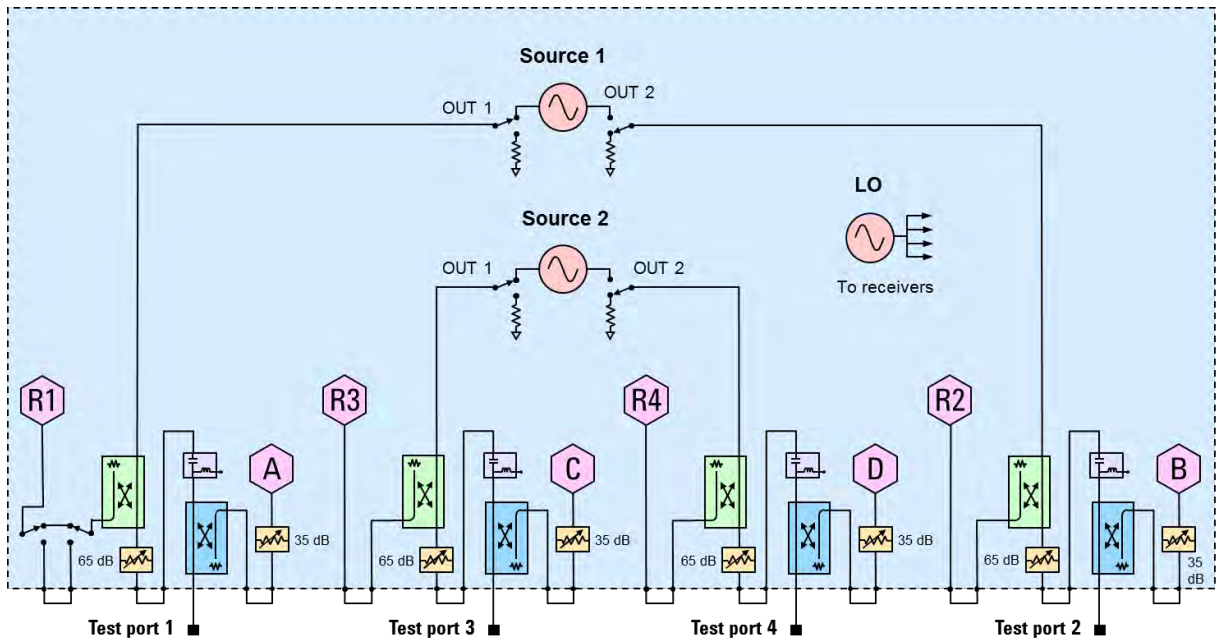 Source 1
OUT 1
OUT 2
LO
Source 2
OUT 1
OUT 2
To receivers
R1
R3
R4
R2
A
C
D
B
65 dB
35 dB
65 dB
35 dB
65 dB
35 dB
65 dB
35
dB
Test port 1
Test port 3
Test port 4
Test port 2